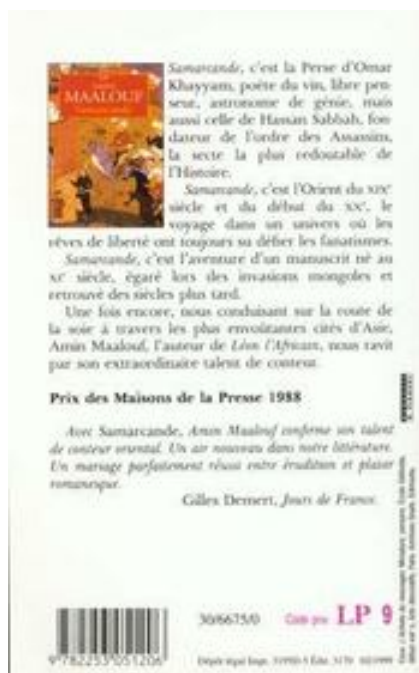 MAALOUF
Samarcande, c'est la Perse d'Omar
Khayyam, poète du vin, libre pen-
seur, astronome de génie, mais
aussi celle de Hassan Sabbah, fon-
dateur de l'ordre des Assassins,
la secte la plus redoutable de
l'Histoire.
Samarcande, c'est l'Orient du XIXe
siècle et du début du XXe, le
voyage dans un univers où les
rêves de liberté ont toujours su défier les fanatismes.
Samarcande, c'est l'aventure d'un manuscrit né au
XIe siècle, égaré lors des invasions mongoles et
retrouvé des siècles plus tard.
Une fois encore, nous conduisant sur la route de
la soie à travers les plus envoûtantes cités d'Asie,
Amin Maalouf, l'auteur de Léon l'Africain, nous ravit
par son extraordinaire talent de conteur.
Prix des Maisons de la Presse 1988
Avec Samarcande, Amin Maalouf confirme son talent
de conteur oriental. Un air nouveau dans notre littérature.
Un mariage parfaitement réussi entre érudition et plaisir
romanesque.
Gilles Demert, Jours de France.
30/6675/0
Code prix LP 9
9 782253 051206
Dépôt légal Impr.